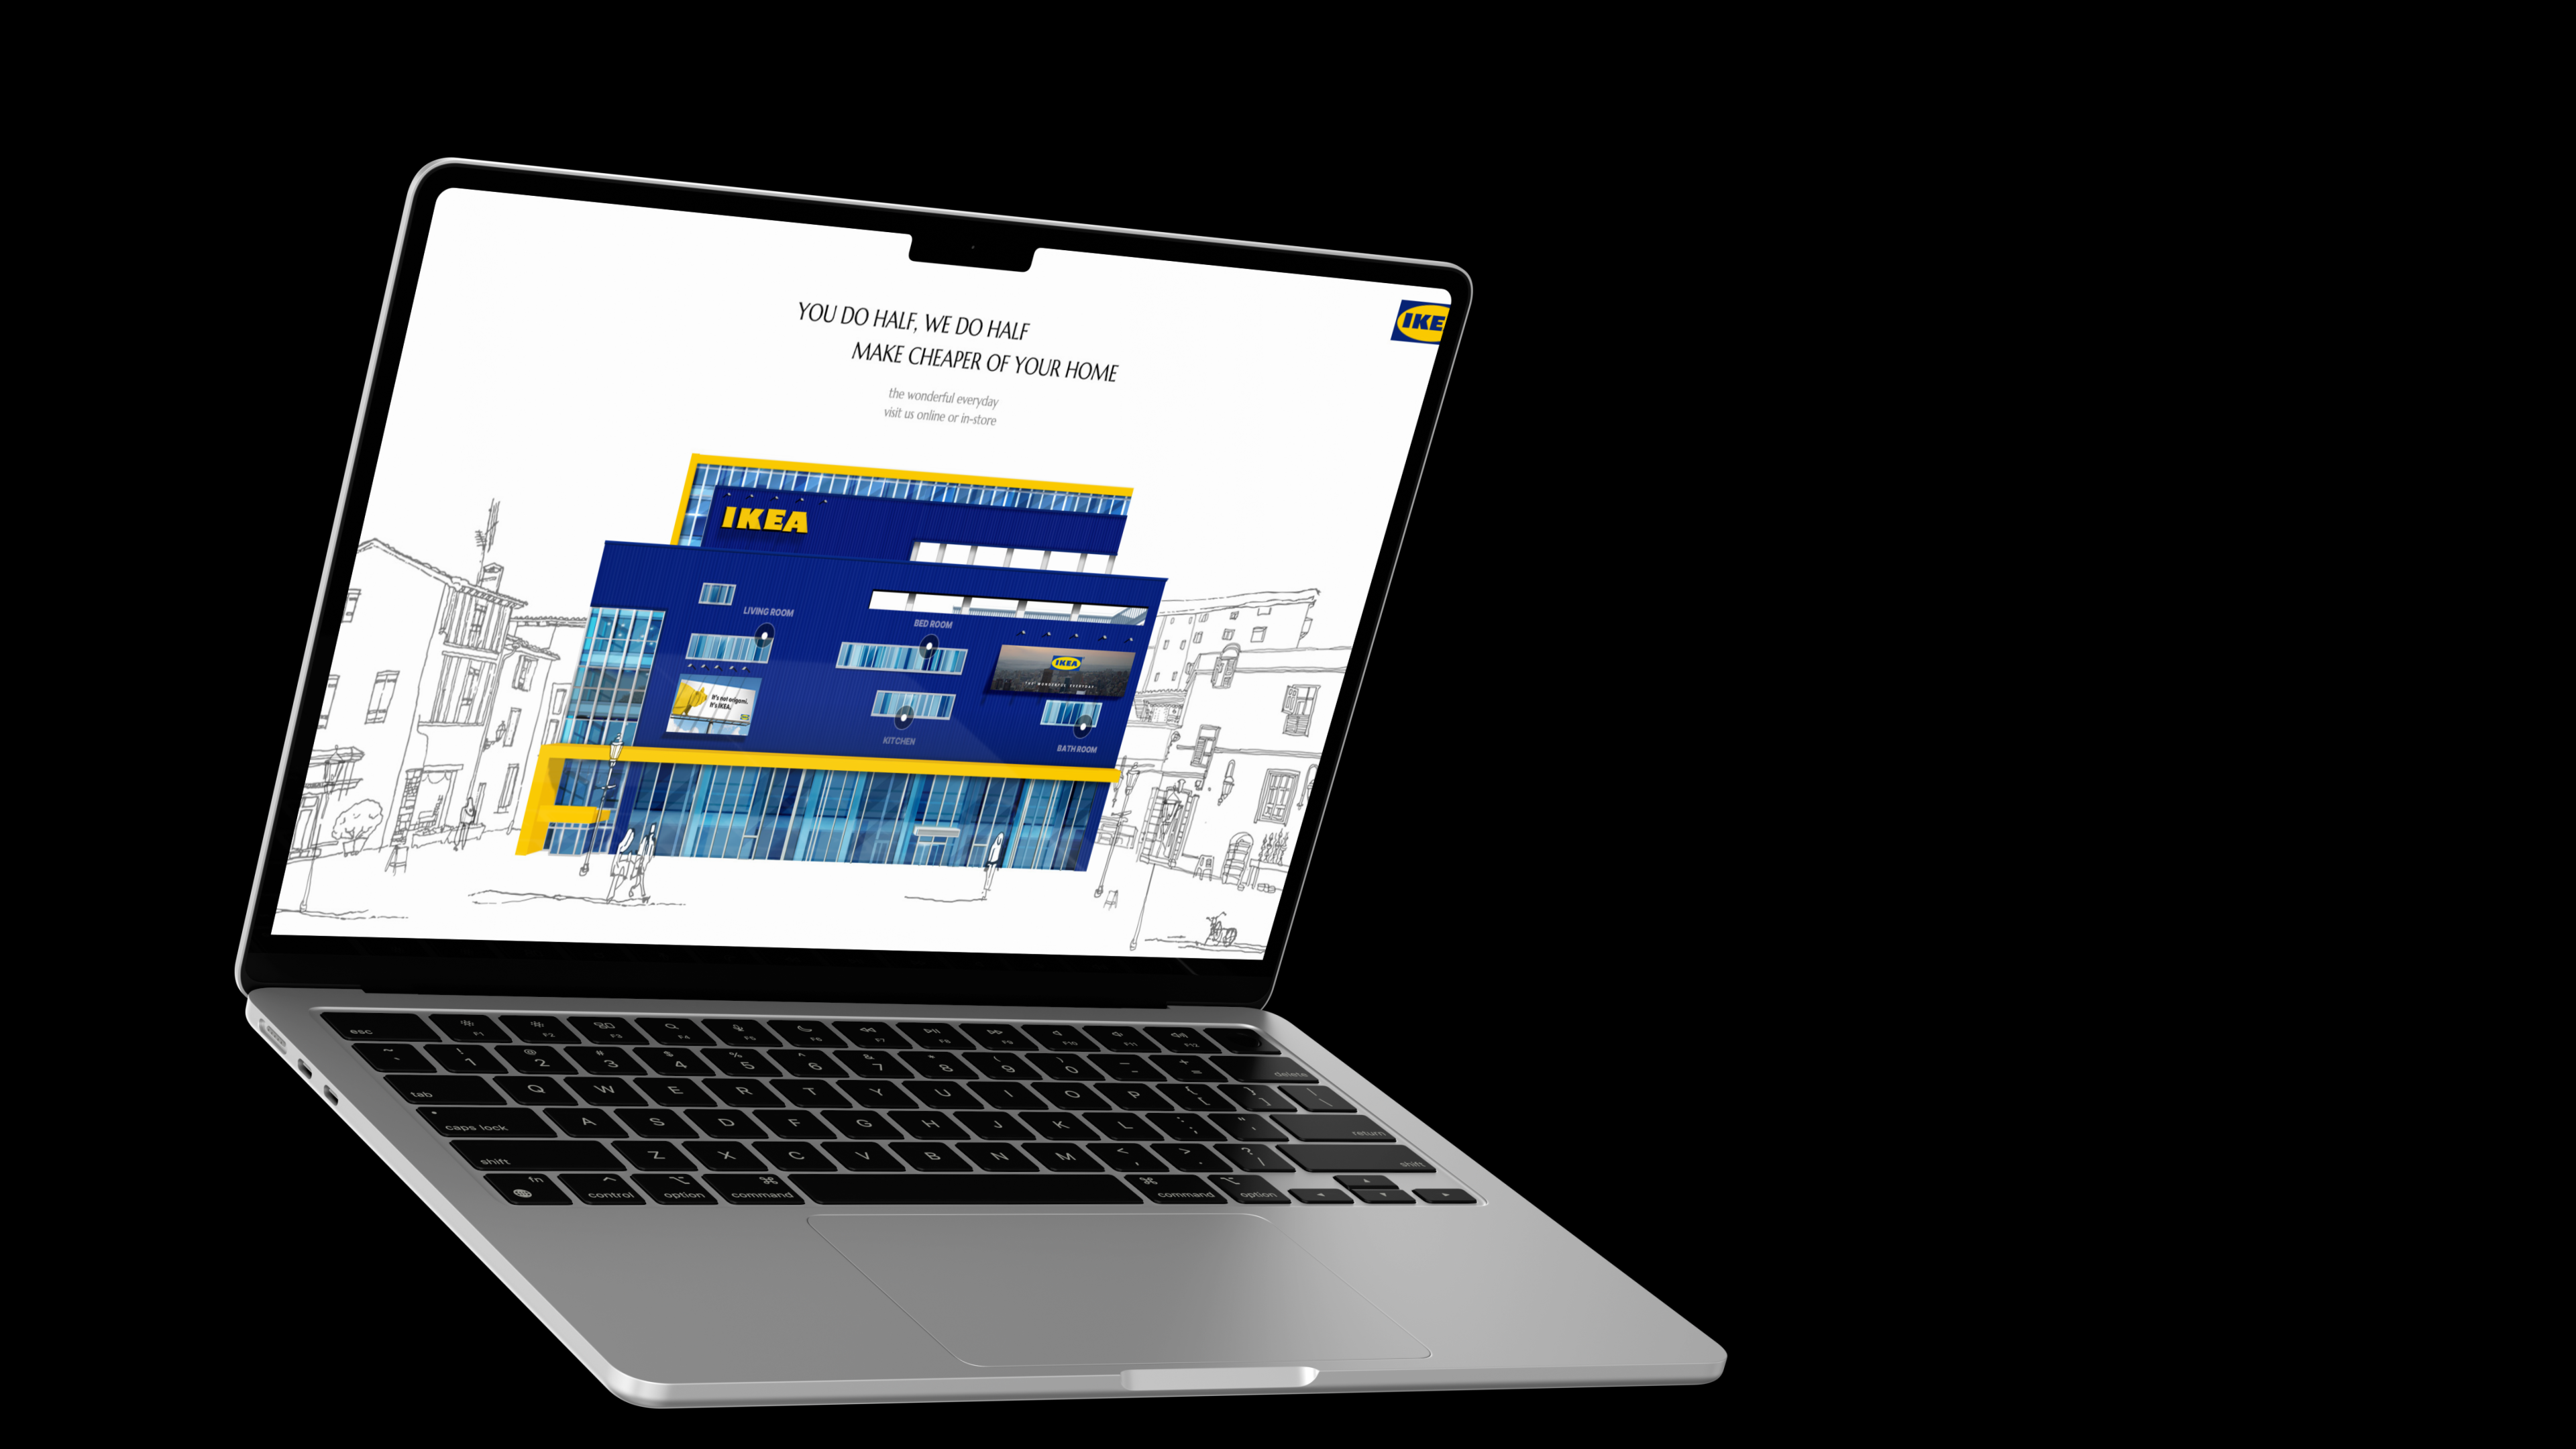 YOU DO HALF, WE DO HALF
MAKE CHEAPER OF YOUR HOME
IKE
the wonderful everyday
visit us online or in-store
IKEA
LIVING ROOM
BED ROOM
IKEA
THE WONDERFUL EVERYDAY
It's not origami.
It's IKEA.
KITCHEN
BATH ROOM
esc F1 F2 F3 F4 F5 F6 F7 F8 F9 F10 F11 F12
~ ` ! 1 @ 2 # 3 $ 4 % 5 ^ 6 & 7 * 8 ( 9 ) 0 _ - + = delete
tab Q W E R T Y U I O P { [ } ] | \
caps lock A S D F G H J K L : ; " ' return
shift Z X C V B N M < , > . ? / shift
fn control option command command option